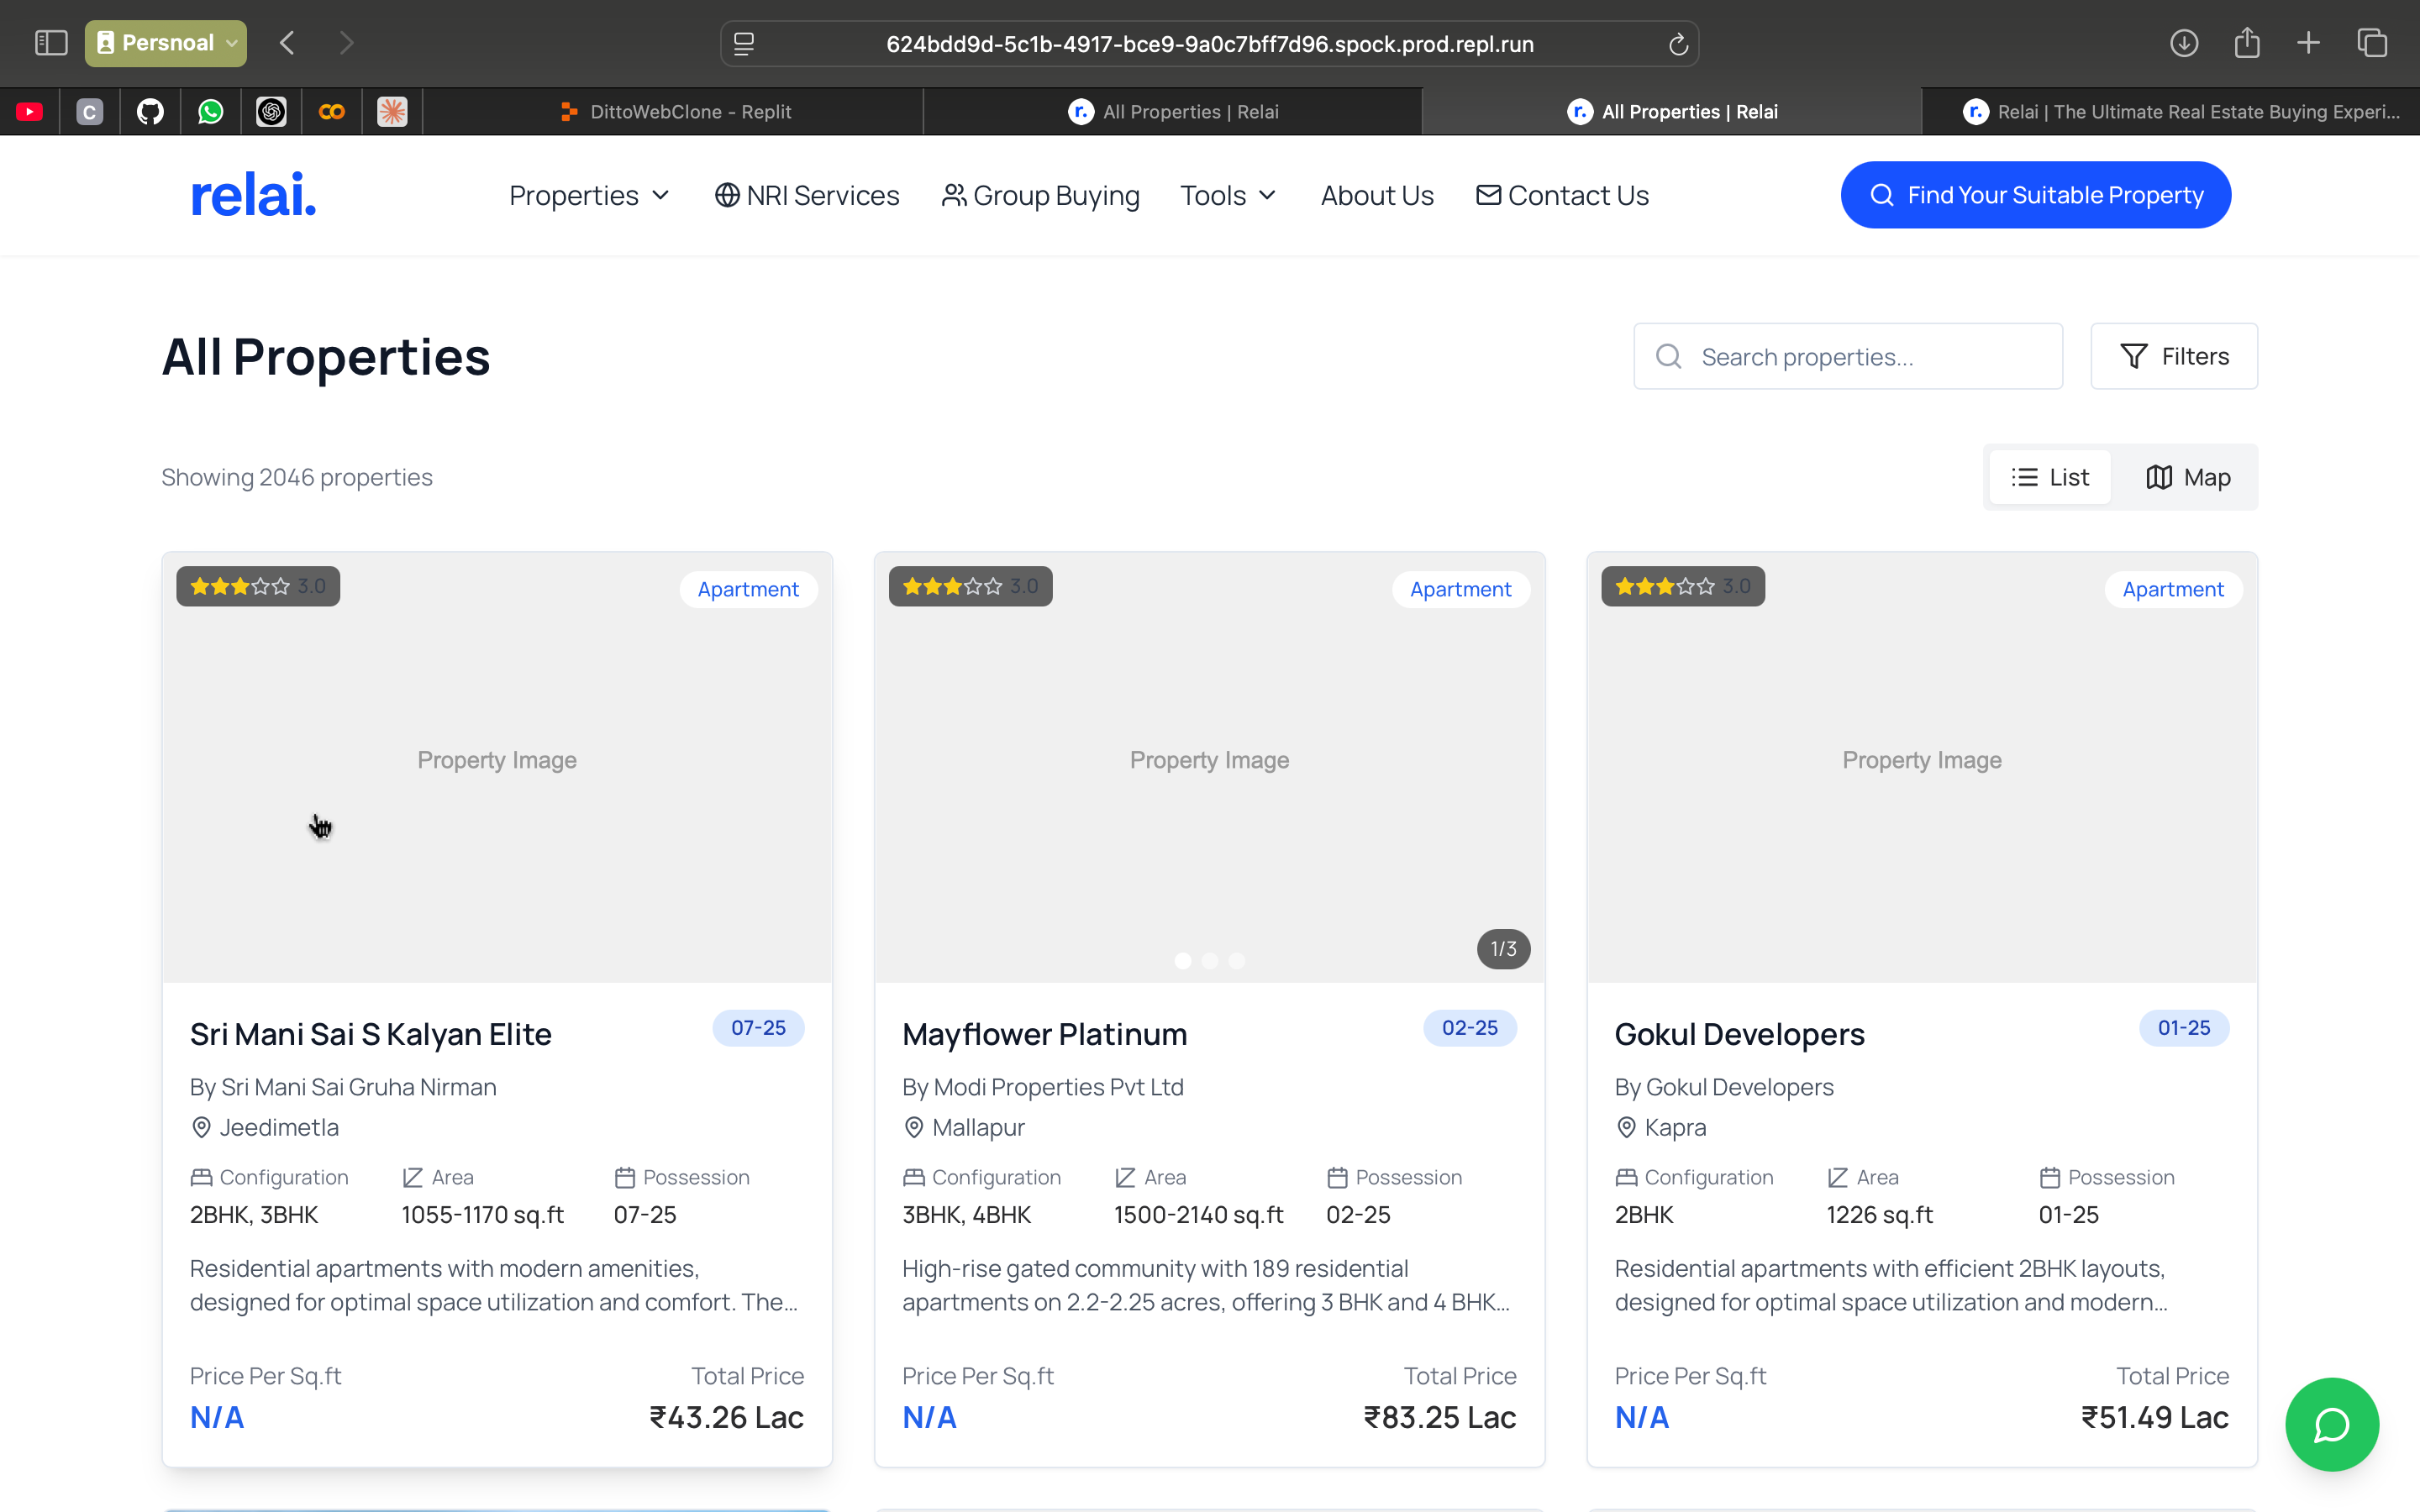 Persnoal
624bdd9d-5c1b-4917-bce9-9a0c7bff7d96.spock.prod.repl.run
C
DittoWebClone - Replit
r. All Properties | Relai
r. All Properties | Relai
r. Relai | The Ultimate Real Estate Buying Experi...
relai.
Properties
NRI Services
Group Buying
Tools
About Us
Contact Us
Find Your Suitable Property
All Properties
Search properties...
Filters
Showing 2046 properties
List
Map
3.0
Apartment
Property Image
Sri Mani Sai S Kalyan Elite
07-25
By Sri Mani Sai Gruha Nirman
Jeedimetla
Configuration Area Possession
2BHK, 3BHK 1055-1170 sq.ft 07-25
Residential apartments with modern amenities,
designed for optimal space utilization and comfort. The...
Price Per Sq.ft Total Price
N/A ₹43.26 Lac
3.0
Apartment
Property Image
1/3
Mayflower Platinum
02-25
By Modi Properties Pvt Ltd
Mallapur
Configuration Area Possession
3BHK, 4BHK 1500-2140 sq.ft 02-25
High-rise gated community with 189 residential
apartments on 2.2-2.25 acres, offering 3 BHK and 4 BHK...
Price Per Sq.ft Total Price
N/A ₹83.25 Lac
3.0
Apartment
Property Image
Gokul Developers
01-25
By Gokul Developers
Kapra
Configuration Area Possession
2BHK 1226 sq.ft 01-25
Residential apartments with efficient 2BHK layouts,
designed for optimal space utilization and modern...
Price Per Sq.ft Total Price
N/A ₹51.49 Lac